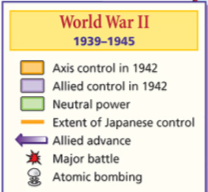 World War II
1939–1945
Axis control in 1942
Allied control in 1942
Neutral power
Extent of Japanese control
Allied advance
Major battle
Atomic bombing